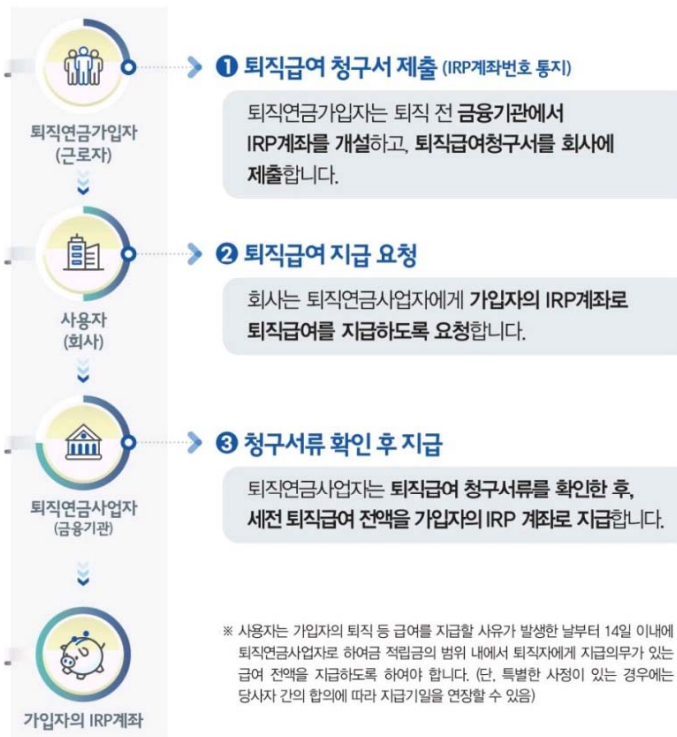 ❶ 퇴직급여 청구서 제출 (IRP계좌번호 통지)
퇴직연금가입자
(근로자)
퇴직연금가입자는 퇴직 전 금융기관에서
IRP계좌를 개설하고, 퇴직급여청구서를 회사에
제출합니다.
❷ 퇴직급여 지급 요청
사용자
(회사)
회사는 퇴직연금사업자에게 가입자의 IRP계좌로
퇴직급여를 지급하도록 요청합니다.
❸ 청구서류 확인 후 지급
퇴직연금사업자
(금융기관)
퇴직연금사업자는 퇴직급여 청구서류를 확인한 후,
세전 퇴직급여 전액을 가입자의 IRP 계좌로 지급합니다.
가입자의 IRP계좌
※ 사용자는 가입자의 퇴직 등 급여를 지급할 사유가 발생한 날부터 14일 이내에
퇴직연금사업자로 하여금 적립금의 범위 내에서 퇴직자에게 지급의무가 있는
급여 전액을 지급하도록 하여야 합니다. (단, 특별한 사정이 있는 경우에는
당사자 간의 합의에 따라 지급기일을 연장할 수 있음)